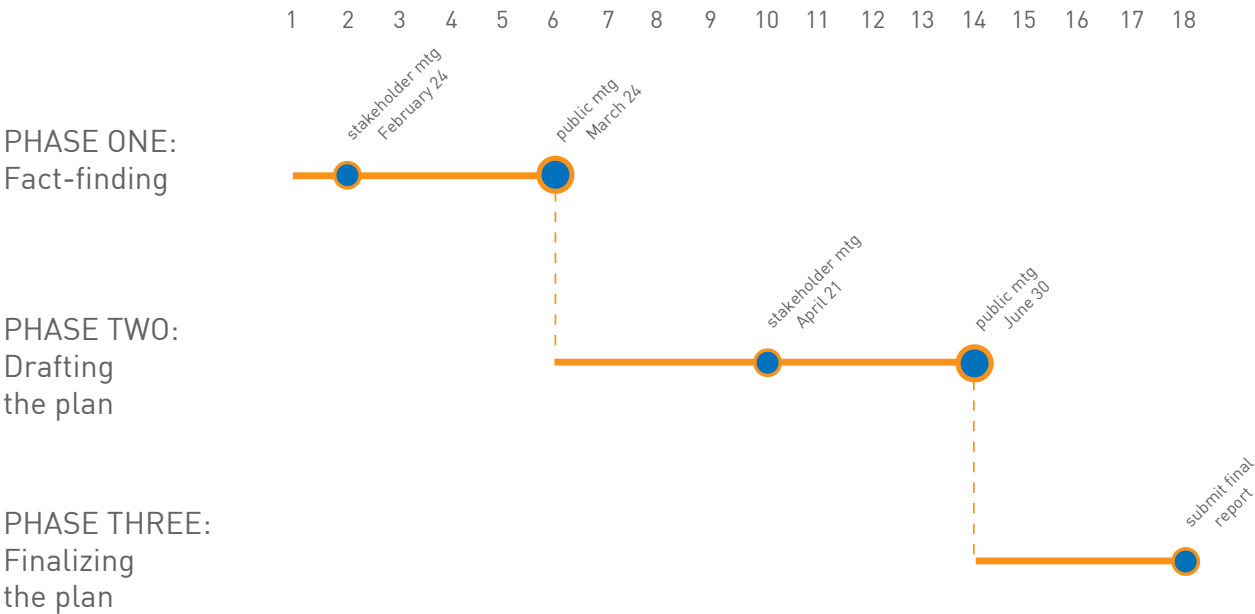 1 2 3 4 5 6 7 8 9 10 11 12 13 14 15 16 17 18
stakeholder mtg
February 24
public mtg
March 24
PHASE ONE:
Fact-finding
stakeholder mtg
April 21
public mtg
June 30
PHASE TWO:
Drafting
the plan
submit final
report
PHASE THREE:
Finalizing
the plan